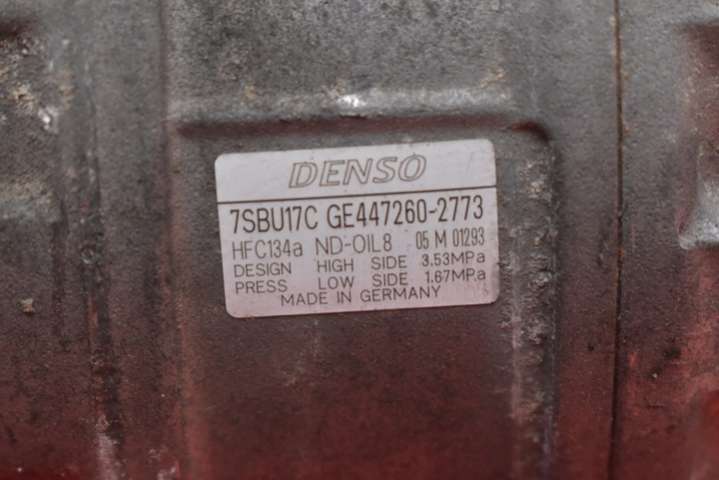 DENSO
7SBU17C GE447260-2773
HFC134a ND-OIL8 05 M 01293
DESIGN HIGH SIDE 3.53MPa
PRESS LOW SIDE 1.67MPa
MADE IN GERMANY